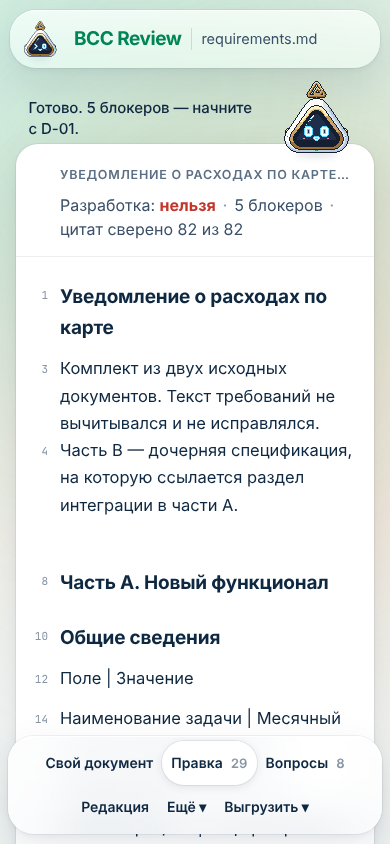 BCC Review | requirements.md
Готово. 5 блокеров — начните
с D-01.
УВЕДОМЛЕНИЕ О РАСХОДАХ ПО КАРТЕ...
Разработка: нельзя · 5 блокеров ·
цитат сверено 82 из 82
1 Уведомление о расходах по
карте
3 Комплект из двух исходных
документов. Текст требований не
вычитывался и не исправлялся.
4 Часть B — дочерняя спецификация,
на которую ссылается раздел
интеграции в части A.
8 Часть A. Новый функционал
10 Общие сведения
12 Поле | Значение
14 Наименование задачи | Месячный
Свой документ Правка 29 Вопросы 8
Редакция Ещё ▾ Выгрузить ▾